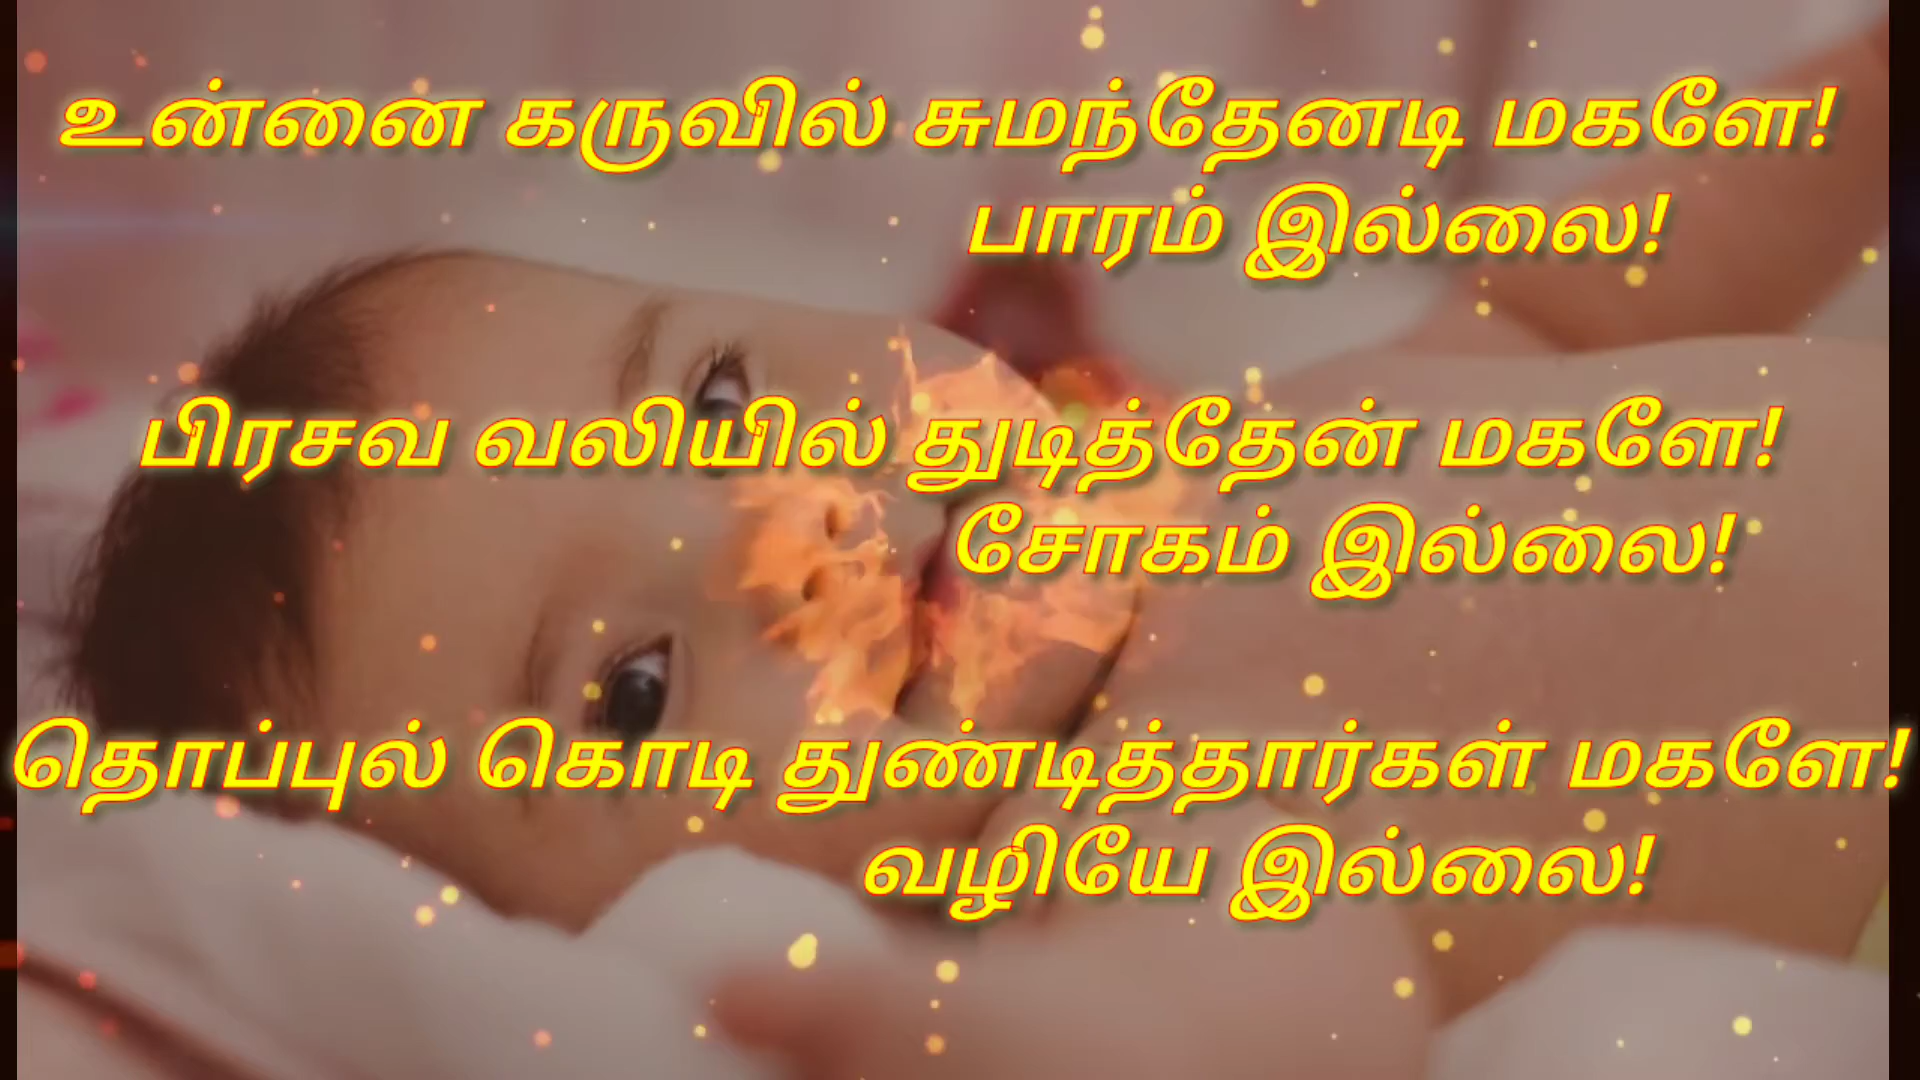 உன்னை கருவில் சுமந்தேனடி மகளே!
பாரம் இல்லை!
பிரசவ வலியில் துடித்தேன் மகளே!
சோகம் இல்லை!
தொப்புல் கொடி துண்டித்தார்கள் மகளே!
வழியே இல்லை!